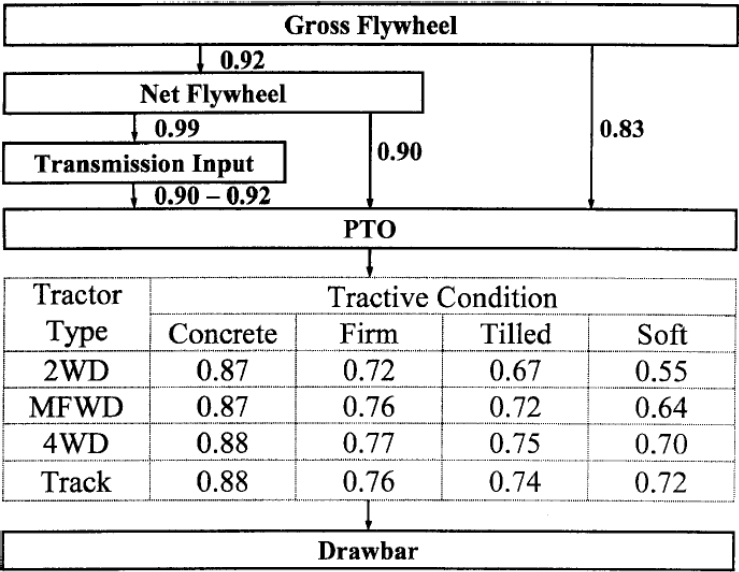 Gross Flywheel
0.92
Net Flywheel
0.99
0.90
0.83
Transmission Input
0.90 – 0.92
PTO
Tractor Type
Tractive Condition
Concrete Firm Tilled Soft
2WD 0.87 0.72 0.67 0.55
MFWD 0.87 0.76 0.72 0.64
4WD 0.88 0.77 0.75 0.70
Track 0.88 0.76 0.74 0.72
Drawbar